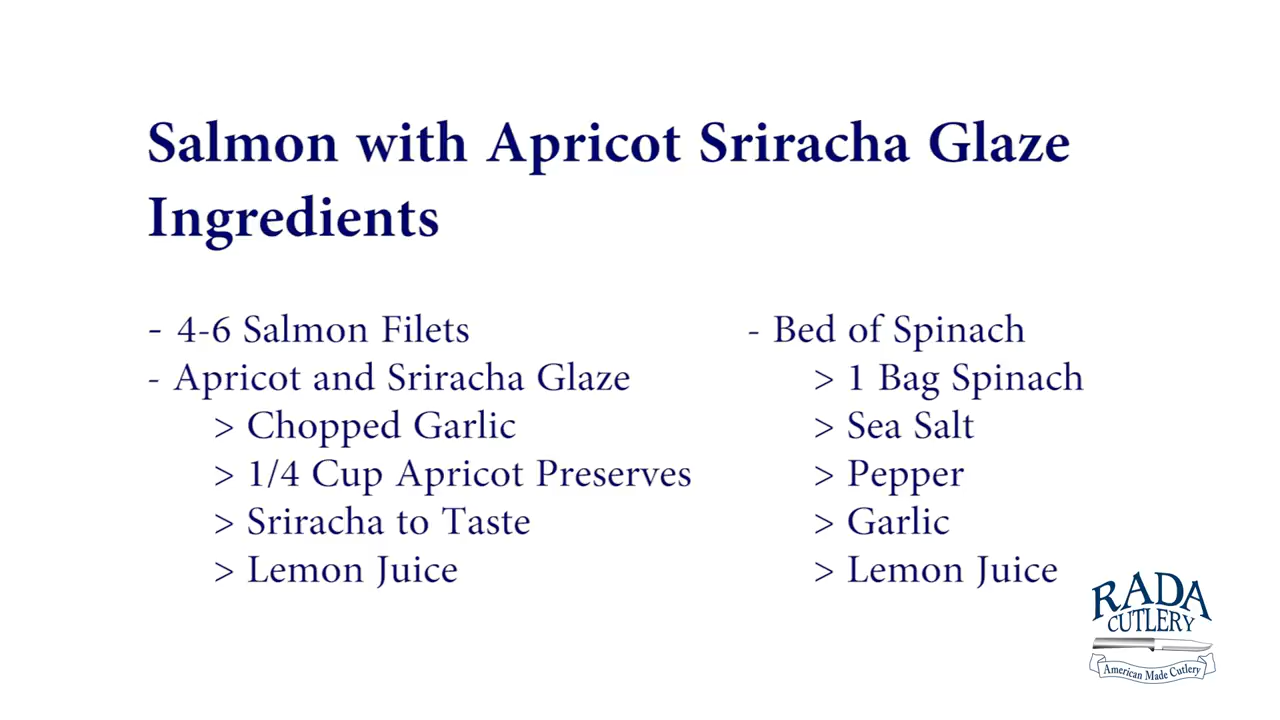 Salmon with Apricot Sriracha Glaze
Ingredients
- 4-6 Salmon Filets
- Apricot and Sriracha Glaze
> Chopped Garlic
> 1/4 Cup Apricot Preserves
> Sriracha to Taste
> Lemon Juice
- Bed of Spinach
> 1 Bag Spinach
> Sea Salt
> Pepper
> Garlic
> Lemon Juice
RADA
CUTLERY
American Made Cutlery